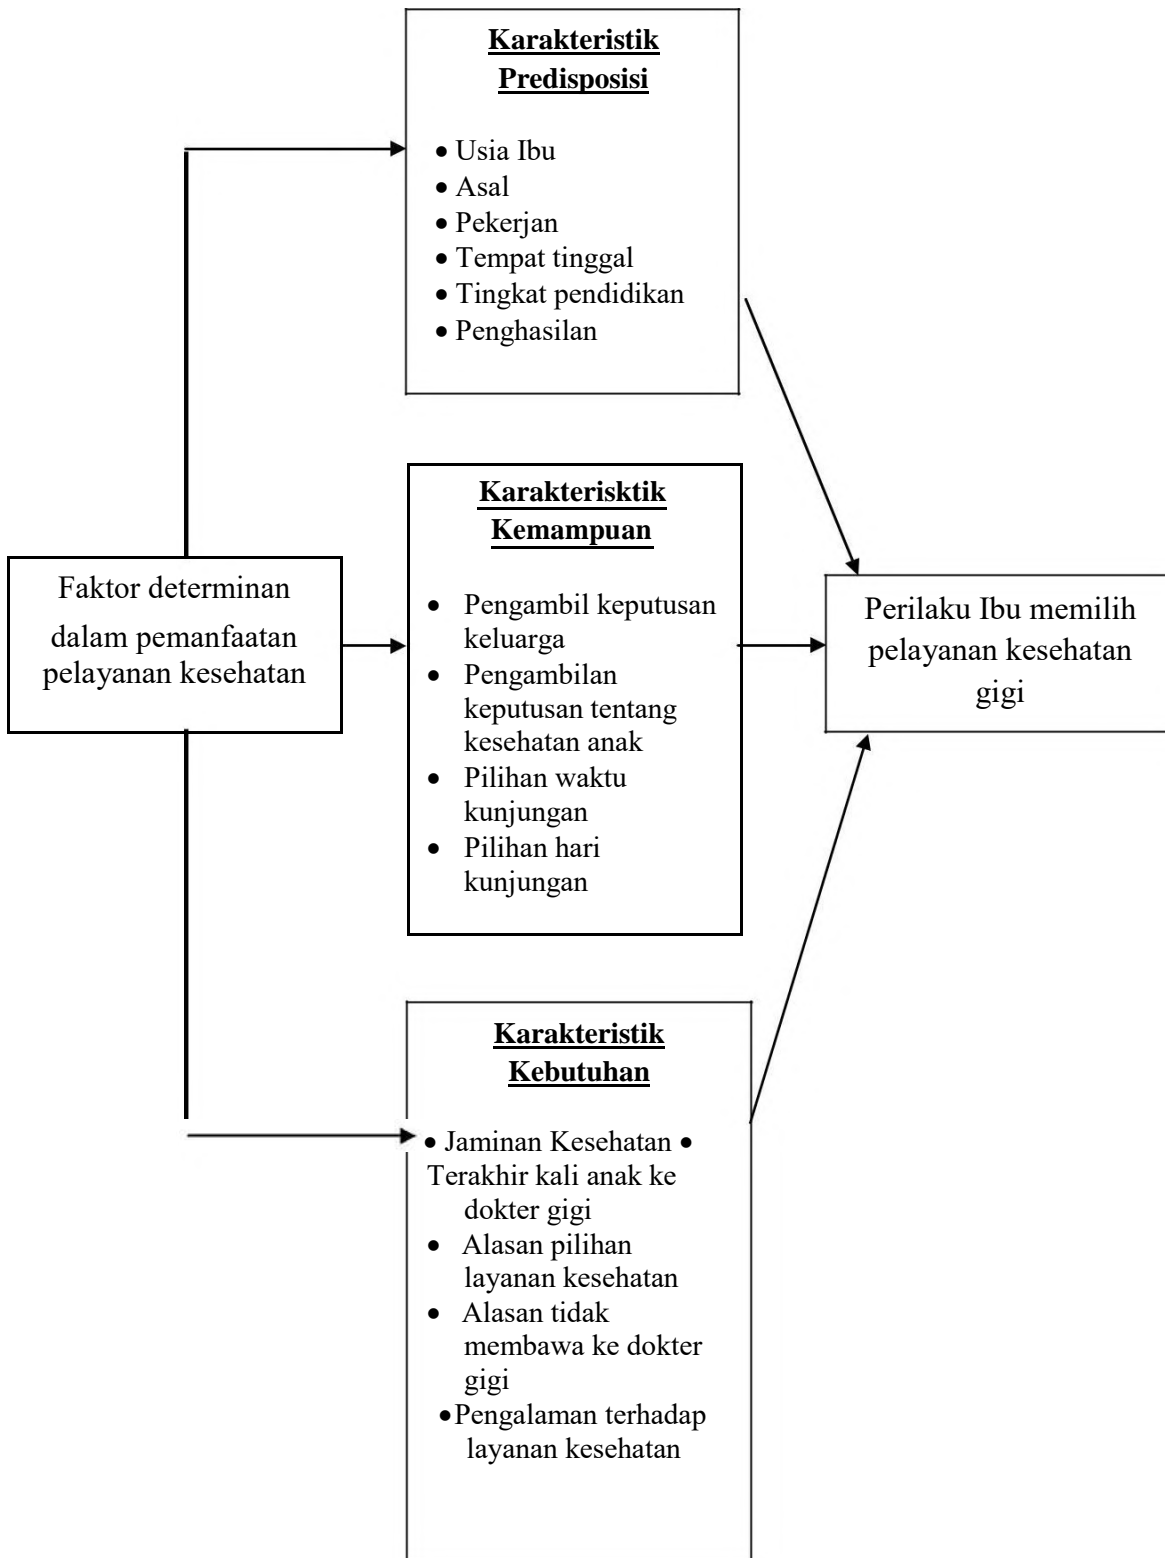 Karakteristik
Predisposisi
• Usia Ibu
• Asal
• Pekerjan
• Tempat tinggal
• Tingkat pendidikan
• Penghasilan
Faktor determinan
dalam pemanfaatan
pelayanan kesehatan
Karakterisktik
Kemampuan
• Pengambil keputusan
keluarga
• Pengambilan
keputusan tentang
kesehatan anak
• Pilihan waktu
kunjungan
• Pilihan hari
kunjungan
Perilaku Ibu memilih
pelayanan kesehatan
gigi
Karakteristik
Kebutuhan
• Jaminan Kesehatan •
Terakhir kali anak ke
dokter gigi
• Alasan pilihan
layanan kesehatan
• Alasan tidak
membawa ke dokter
gigi
•Pengalaman terhadap
layanan kesehatan